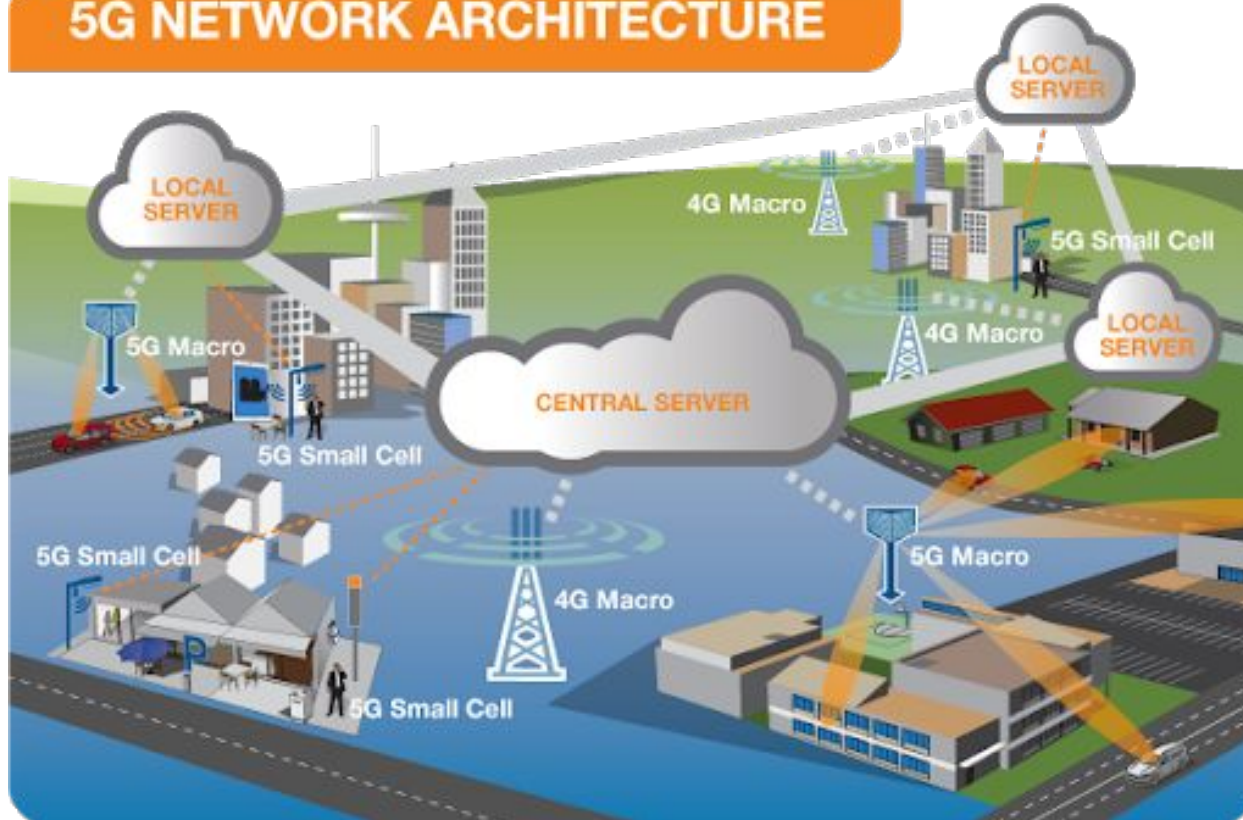 5G NETWORK ARCHITECTURE
LOCAL
SERVER
LOCAL
SERVER
4G Macro
5G Small Cell
5G Macro
4G Macro
LOCAL
SERVER
CENTRAL SERVER
5G Small Cell
5G Small Cell
5G Macro
4G Macro
P
5G Small Cell